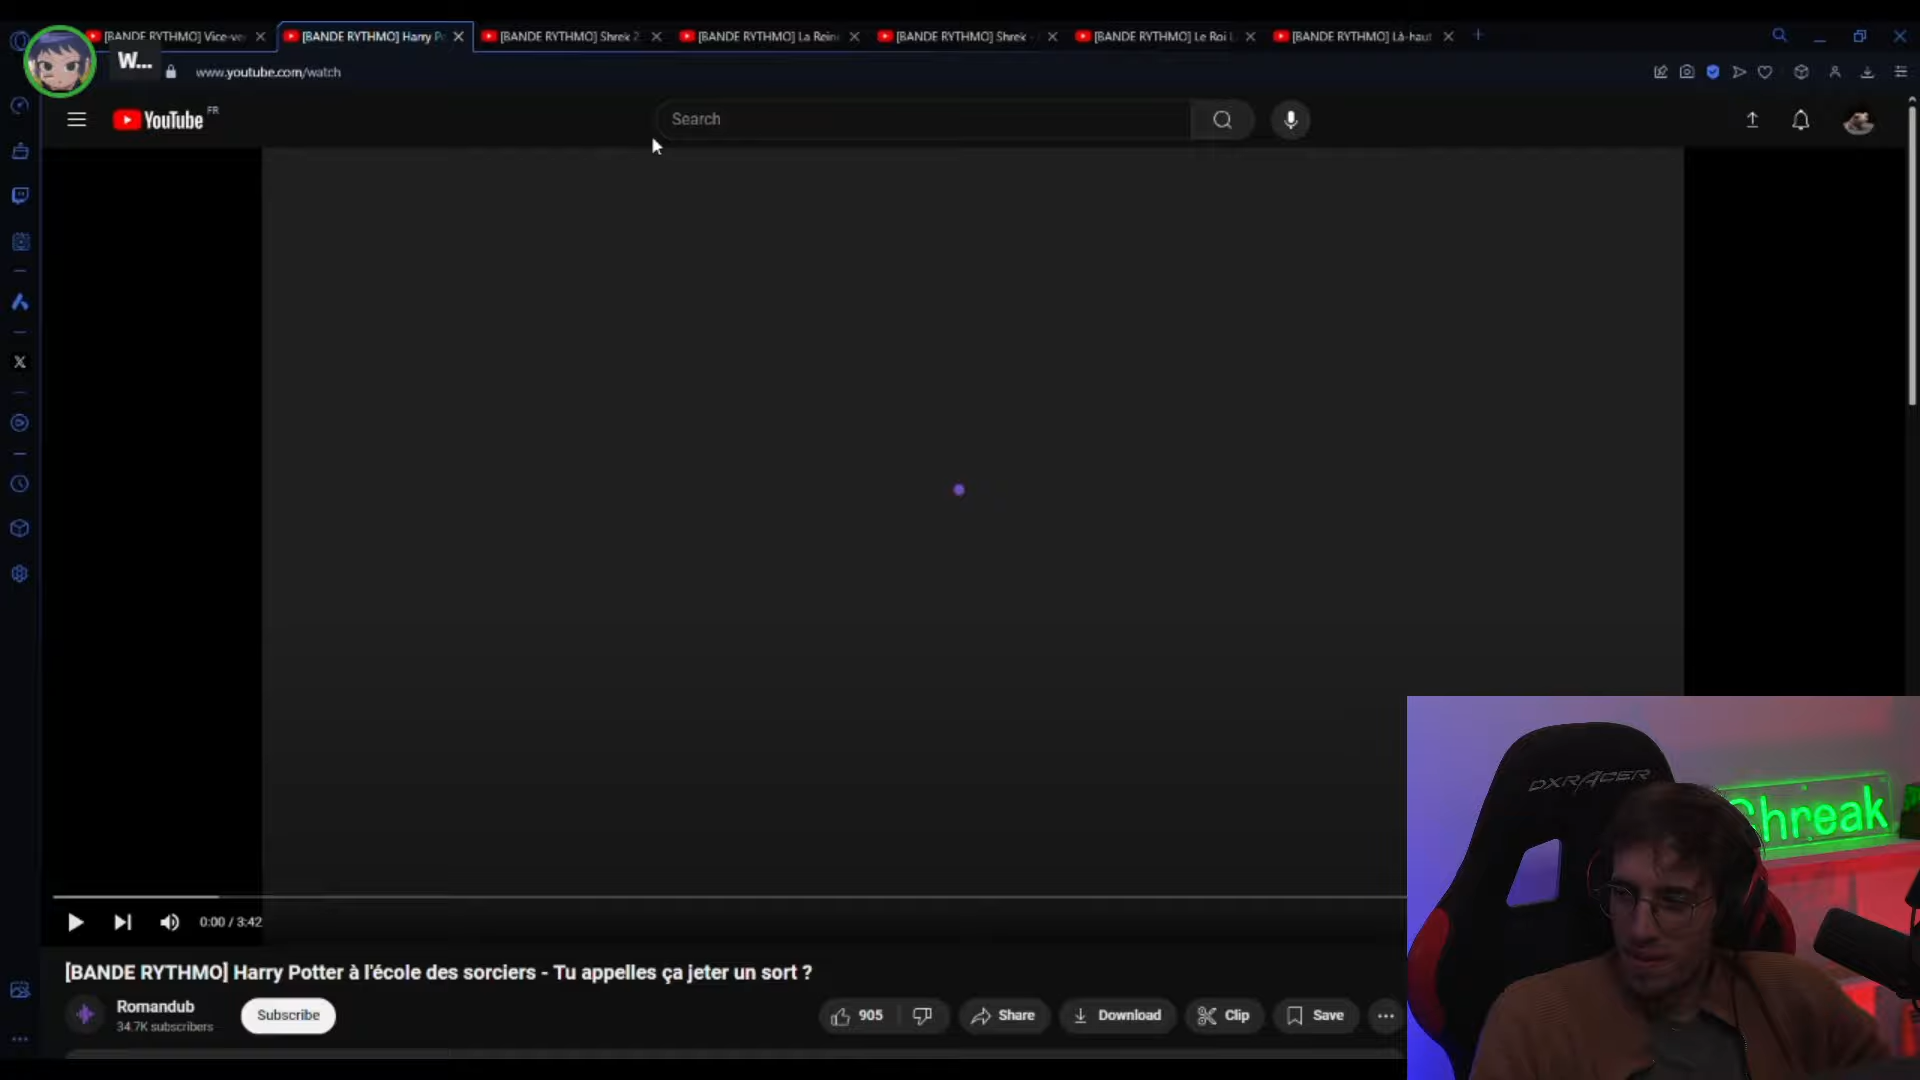 [BANDE RYTHMO] Vice-ve
[BANDE RYTHMO] Harry P
[BANDE RYTHMO] Shrek 2
[BANDE RYTHMO] La Rein
[BANDE RYTHMO] Shrek -
[BANDE RYTHMO] Le Roi L
[BANDE RYTHMO] Là-haut
W...
www.youtube.com/watch
YouTube FR
Search
0:00 / 3:42
[BANDE RYTHMO] Harry Potter à l'école des sorciers - Tu appelles ça jeter un sort ?
Romandub
34.7K subscribers
Subscribe
905
Share
Download
Clip
Save
DXRACER
Shreak